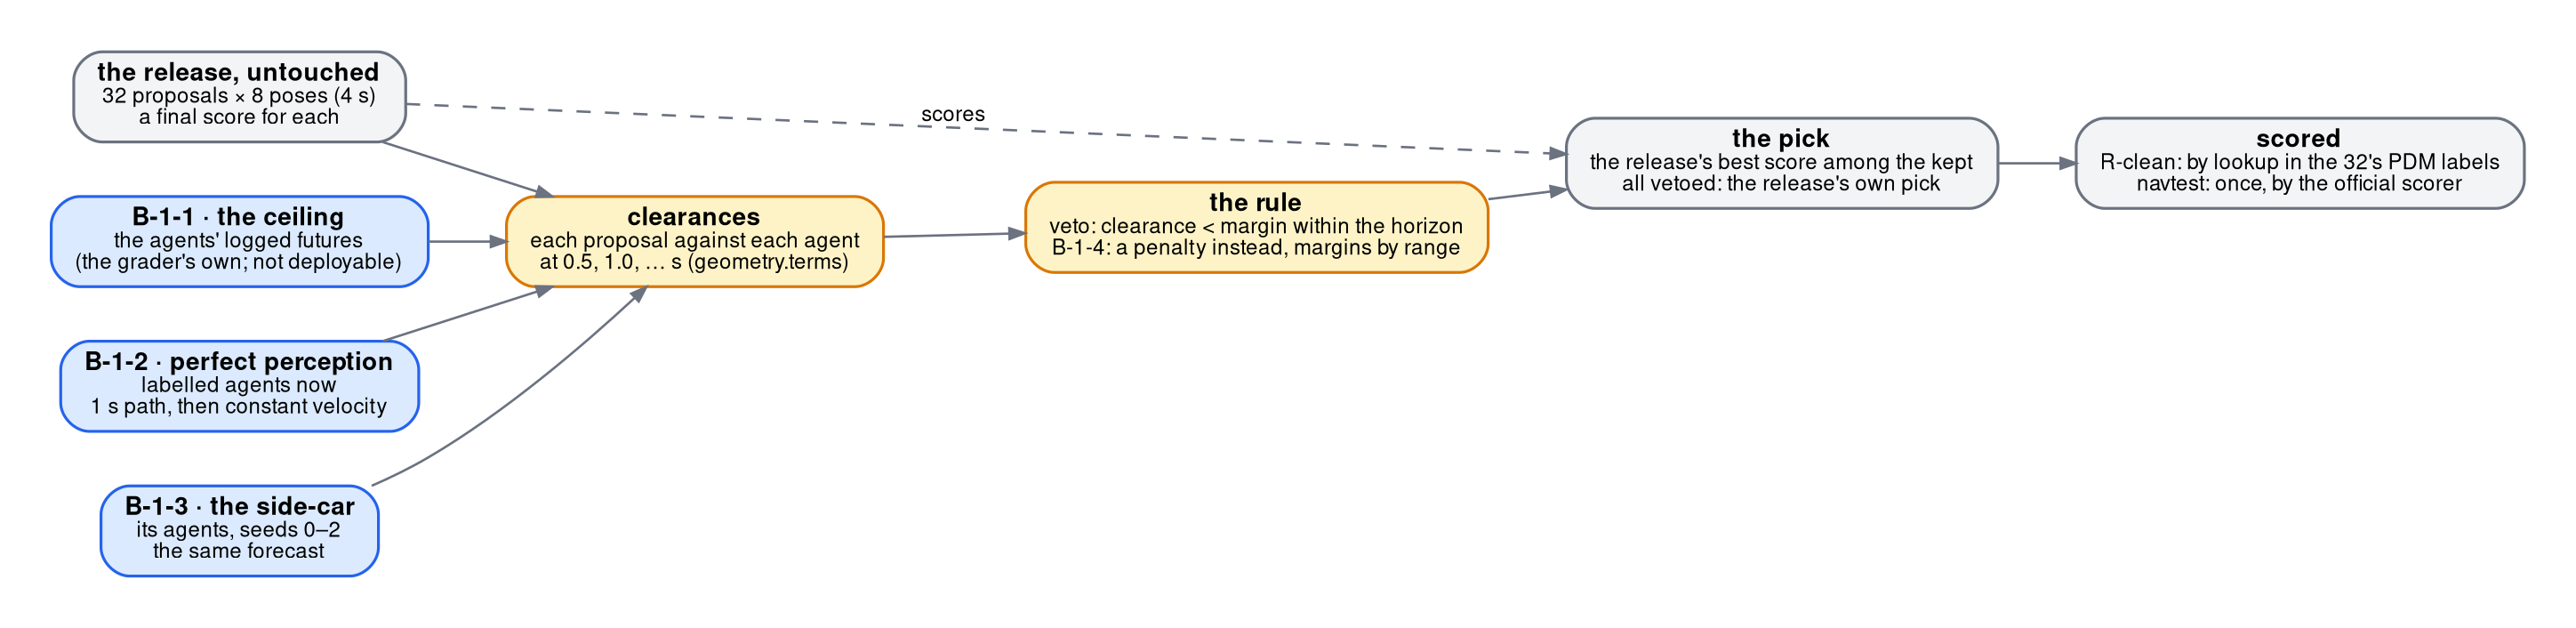 the release, untouched
32 proposals × 8 poses (4 s)
a final score for each
scores
B-1-1 · the ceiling
the agents' logged futures
(the grader's own; not deployable)
B-1-2 · perfect perception
labelled agents now
1 s path, then constant velocity
B-1-3 · the side-car
its agents, seeds 0–2
the same forecast
clearances
each proposal against each agent
at 0.5, 1.0, … s (geometry.terms)
the rule
veto: clearance < margin within the horizon
B-1-4: a penalty instead, margins by range
the pick
the release's best score among the kept
all vetoed: the release's own pick
scored
R-clean: by lookup in the 32's PDM labels
navtest: once, by the official scorer